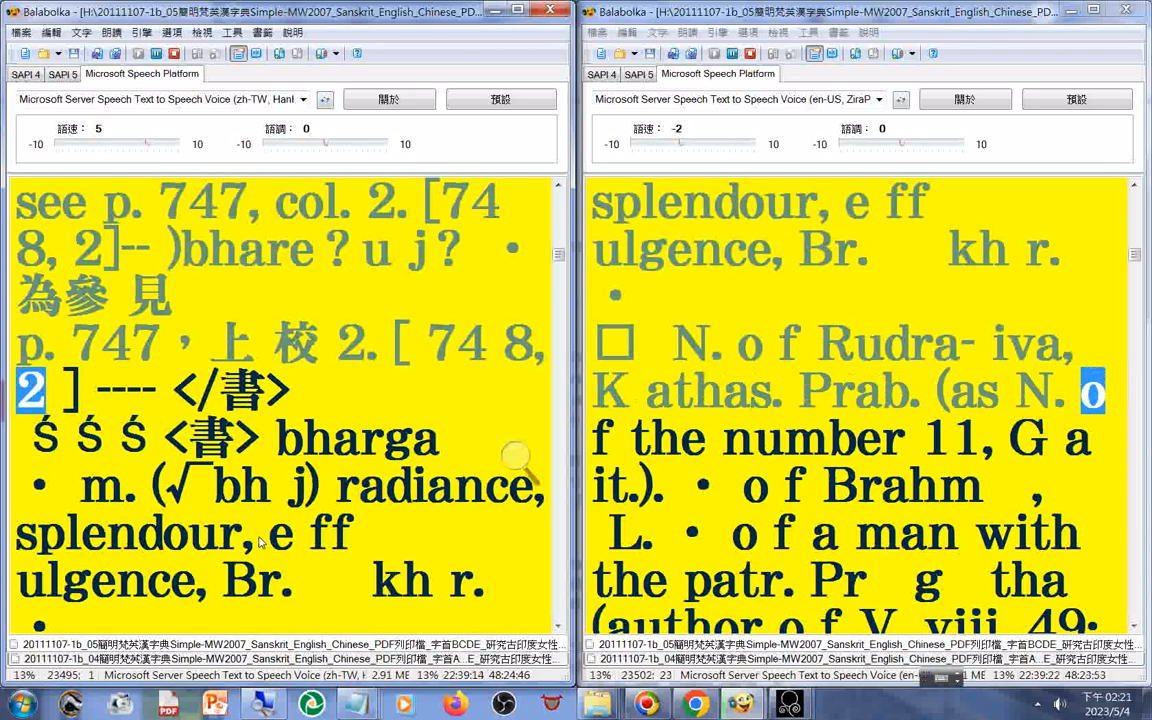 Balabolka - [H:\20111107-1b_05簡明梵英漢字典Simple-MW2007_Sanskrit_English_Chinese_PD...
檔案 編輯 文字 朗讀 引擎 選項 檢視 工具 書籤 說明
SAPI 4 SAPI 5 Microsoft Speech Platform
Microsoft Server Speech Text to Speech Voice (zh-TW, Hanl 關於 預設
語速： 5 語調： 0
-10 10 -10 10
see p. 747, col. 2. [74
8, 2]-- )bhare ? u j ? •
為參 見
p. 747，上 校 2. [ 74 8,
2 ] ---- </書>
Ś Ś Ś <書> bharga
• m. (√bh j) radiance,
splendour, e ff
ulgence, Br. kh r.
•
20111107-1b_05簡明梵英漢字典Simple-MW2007_Sanskrit_English_Chinese_PDF列印檔_字首BCDE_研究古印度女性...
20111107-1b_04簡明梵英漢字典Simple-MW2007_Sanskrit_English_Chinese_PDF列印檔_字首A...E_研究古印度女性...
13% 23495: 1 Microsoft Server Speech Text to Speech Voice (zh-TW, H 2.91 ME 13% 22:39:14 48:24:46
Balabolka - [H:\20111107-1b_05簡明梵英漢字典Simple-MW2007_Sanskrit_English_Chinese_PD...
檔案 編輯 文字 朗讀 引擎 選項 檢視 工具 書籤 說明
SAPI 4 SAPI 5 Microsoft Speech Platform
Microsoft Server Speech Text to Speech Voice (en-US, ZiraP 關於 預設
語速： -2 語調： 0
-10 10 -10 10
splendour, e ff
ulgence, Br. kh r.
•
□ N. o f Rudra- iva,
K athas. Prab. (as N. o
f the number 11, G a
it.). • o f Brahm ,
L. • o f a man with
the patr. Pr g tha
(author o f V. viii, 49;
20111107-1b_05簡明梵英漢字典Simple-MW2007_Sanskrit_English_Chinese_PDF列印檔_字首BCDE_研究古印度女性...
20111107-1b_04簡明梵英漢字典Simple-MW2007_Sanskrit_English_Chinese_PDF列印檔_字首A...E_研究古印度女性...
13% 23502: 23 Microsoft Server Speech Text to Speech Voice (en-US, 2.91 ME 13% 22:39:22 48:23:53
PDF
下午 02:21
2023/5/4